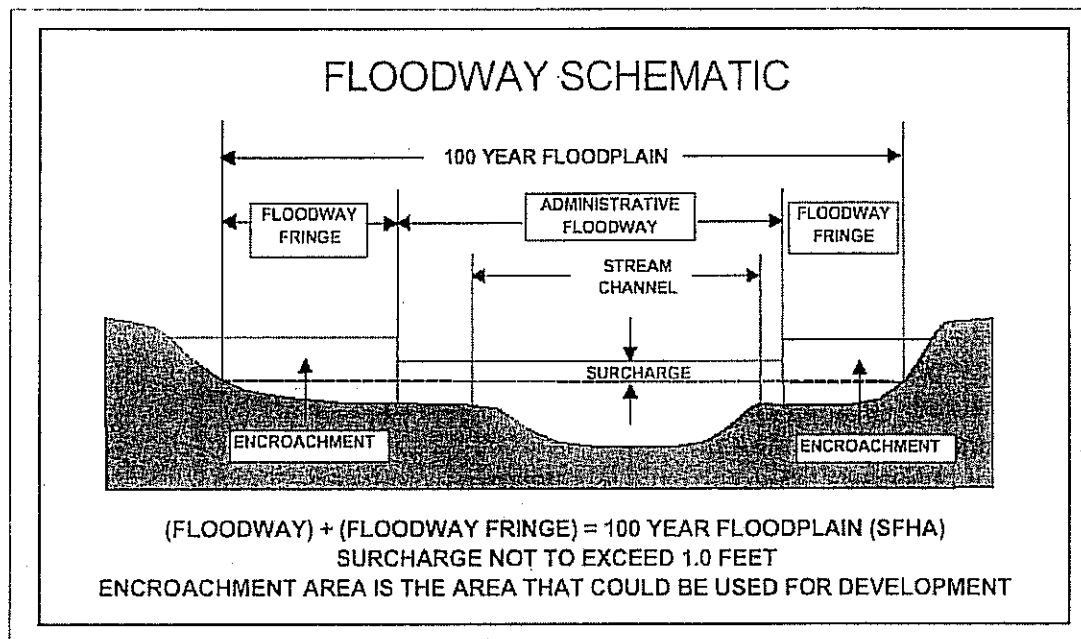 FLOODWAY SCHEMATIC
100 YEAR FLOODPLAIN
FLOODWAY
FRINGE
ADMINISTRATIVE
FLOODWAY
FLOODWAY
FRINGE
STREAM
CHANNEL
SURCHARGE
ENCROACHMENT
ENCROACHMENT
(FLOODWAY) + (FLOODWAY FRINGE) = 100 YEAR FLOODPLAIN (SFHA)
SURCHARGE NOT TO EXCEED 1.0 FEET
ENCROACHMENT AREA IS THE AREA THAT COULD BE USED FOR DEVELOPMENT